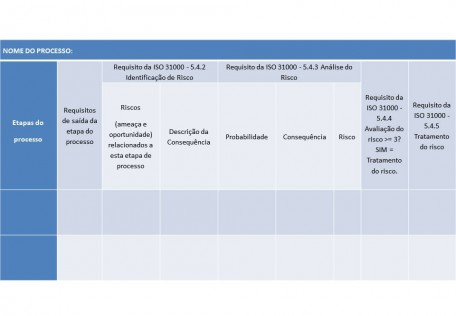 NOME DO PROCESSO:
Etapas do
processo
Requisitos
de saída da
etapa do
processo
Requisito da ISO 31000 - 5.4.2
Identificação de Risco
Riscos
(ameaça e
oportunidade)
relacionados a
esta etapa de
processo
Descrição da
Consequência
Requisito da ISO 31000 - 5.4.3 Análise do
Risco
Probabilidade
Consequência
Risco
Requisito da
ISO 31000 -
5.4.4
Avaliação do
risco >= 3?
SIM =
Tratamento
do risco.
Requisito da
ISO 31000 -
5.4.5
Tratamento
do risco